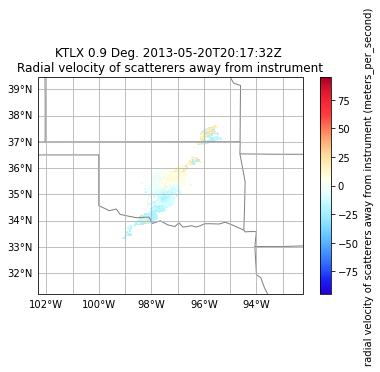 KTLX 0.9 Deg. 2013-05-20T20:17:32Z
Radial velocity of scatterers away from instrument
39°N
38°N
37°N
36°N
35°N
34°N
33°N
32°N
102°W
100°W
98°W
96°W
94°W
75
50
25
0
−25
−50
−75
radial velocity of scatterers away from instrument (meters_per_second)